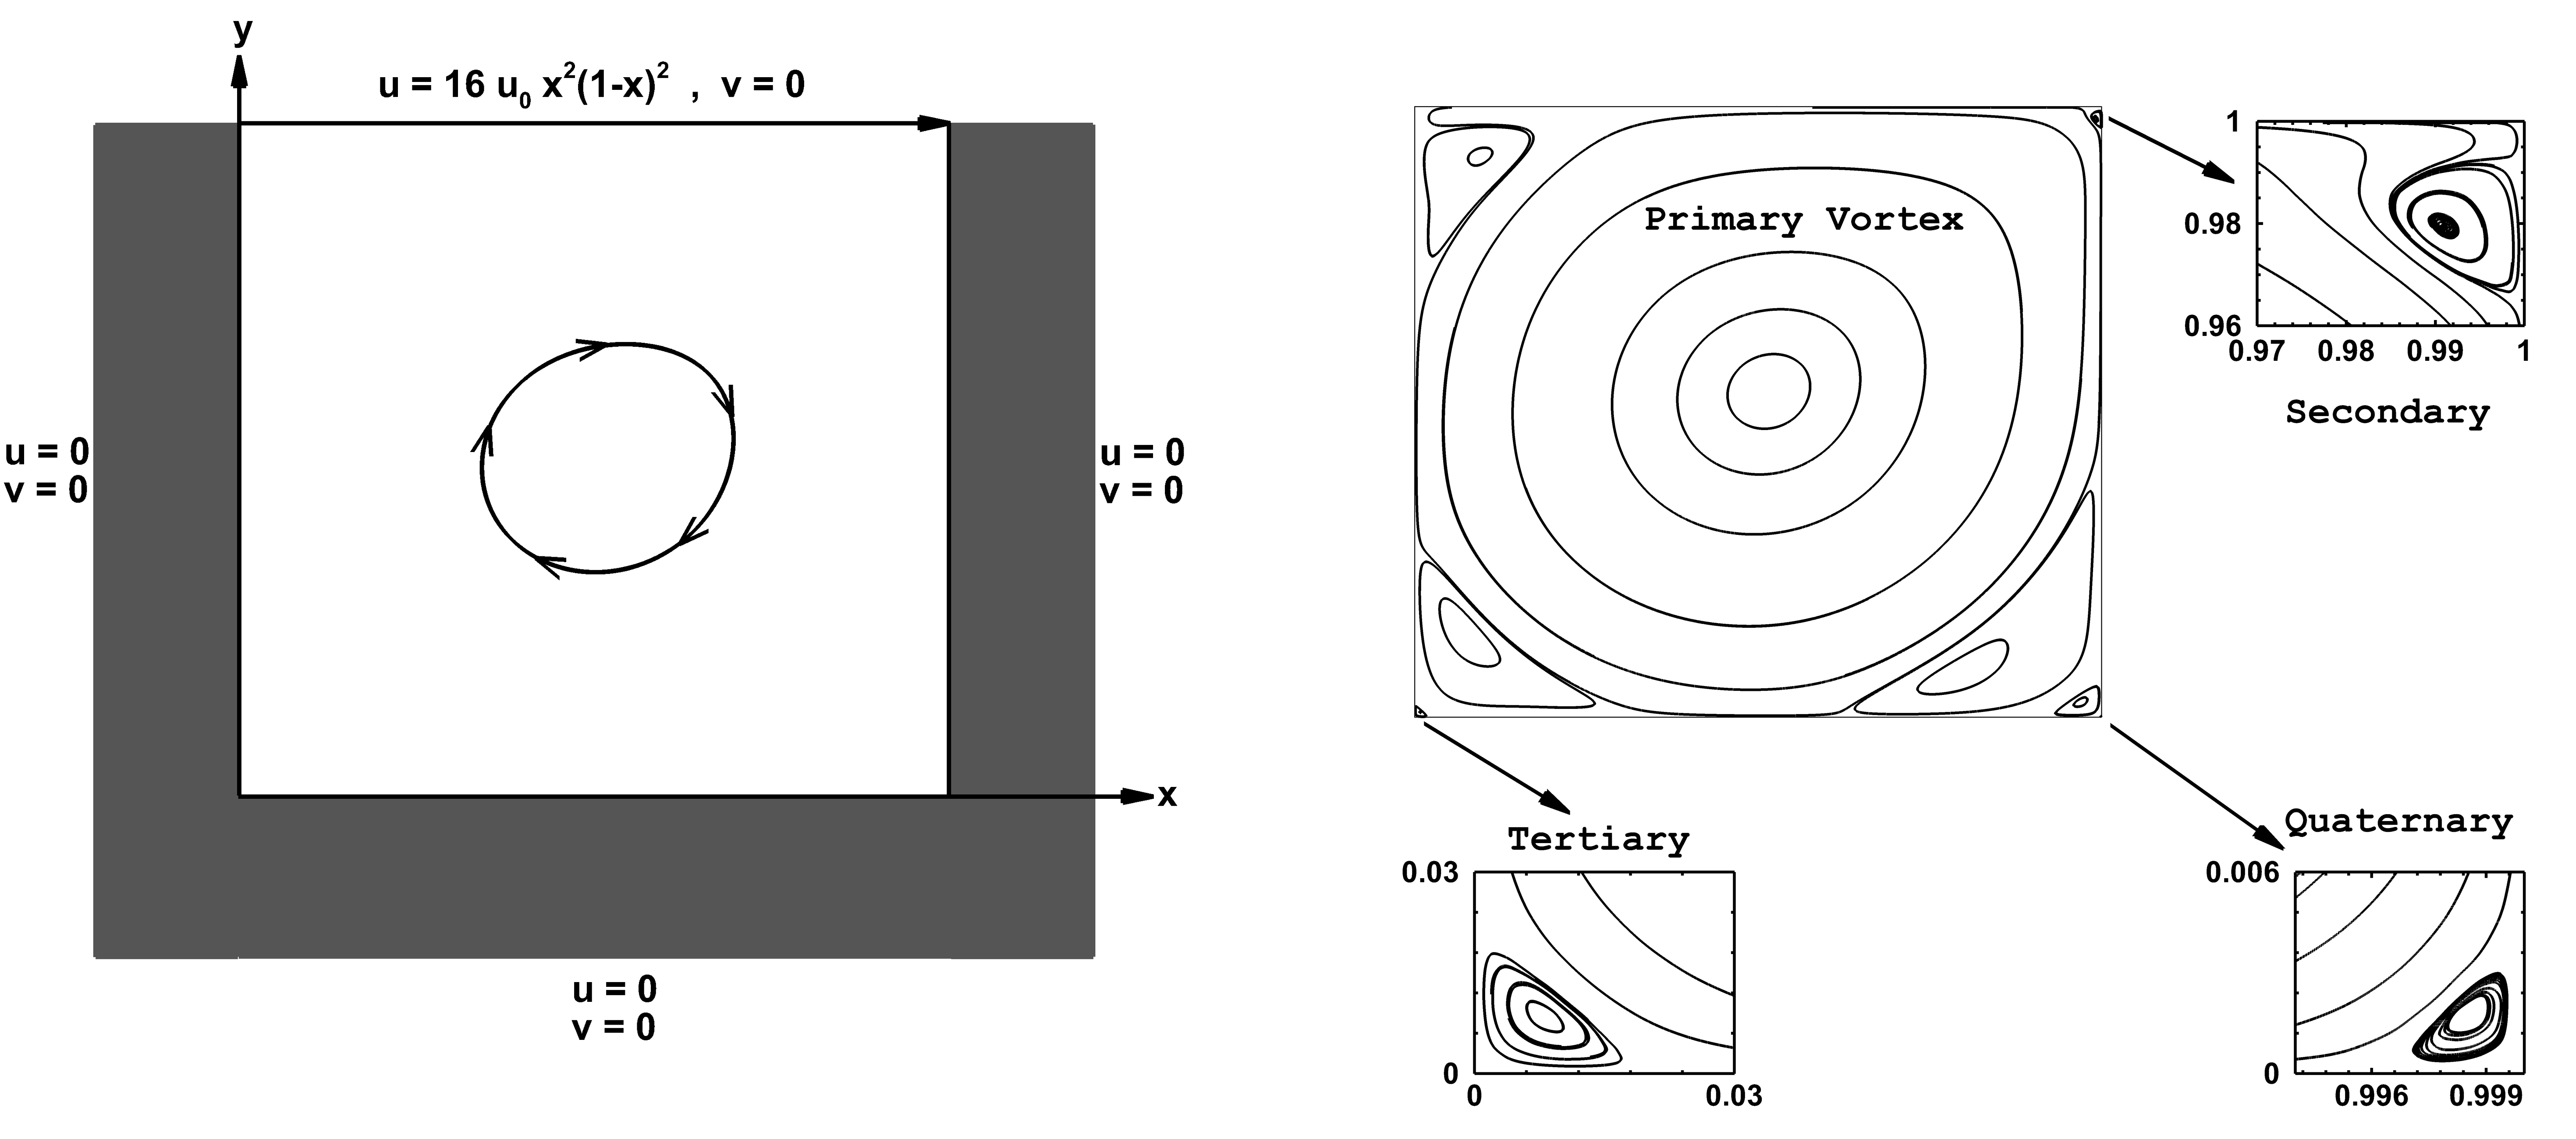 y
u = 16 u₀ x²(1-x)² , v = 0
u = 0
v = 0
u = 0
v = 0
x
u = 0
v = 0
Primary Vortex
1
0.98
0.96
0.97 0.98 0.99 1
Secondary
Tertiary
0.03
0
0 0.03
Quaternary
0.006
0
0.996 0.999